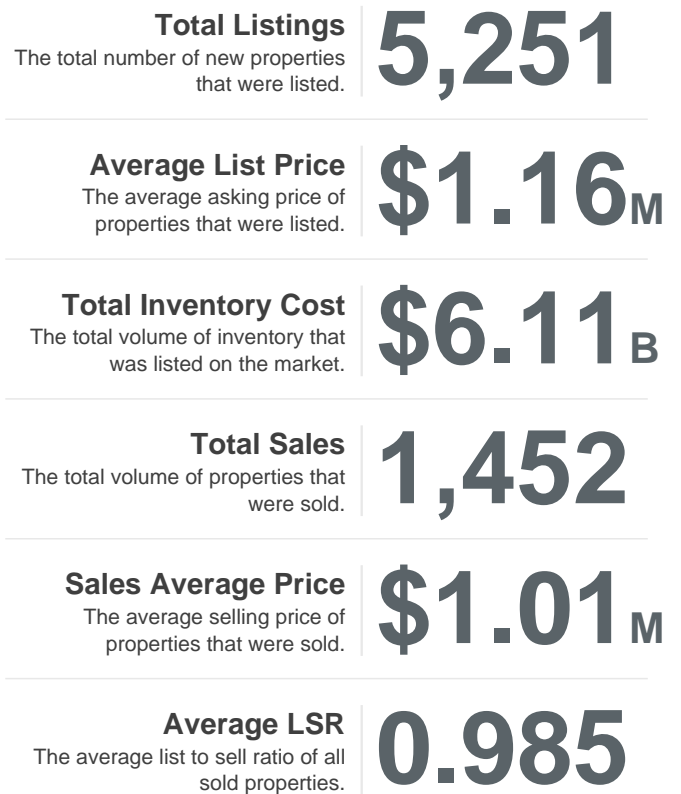 Total Listings
The total number of new properties
that were listed.
5,251
Average List Price
The average asking price of
properties that were listed.
$1.16M
Total Inventory Cost
The total volume of inventory that
was listed on the market.
$6.11B
Total Sales
The total volume of properties that
were sold.
1,452
Sales Average Price
The average selling price of
properties that were sold.
$1.01M
Average LSR
The average list to sell ratio of all
sold properties.
0.985